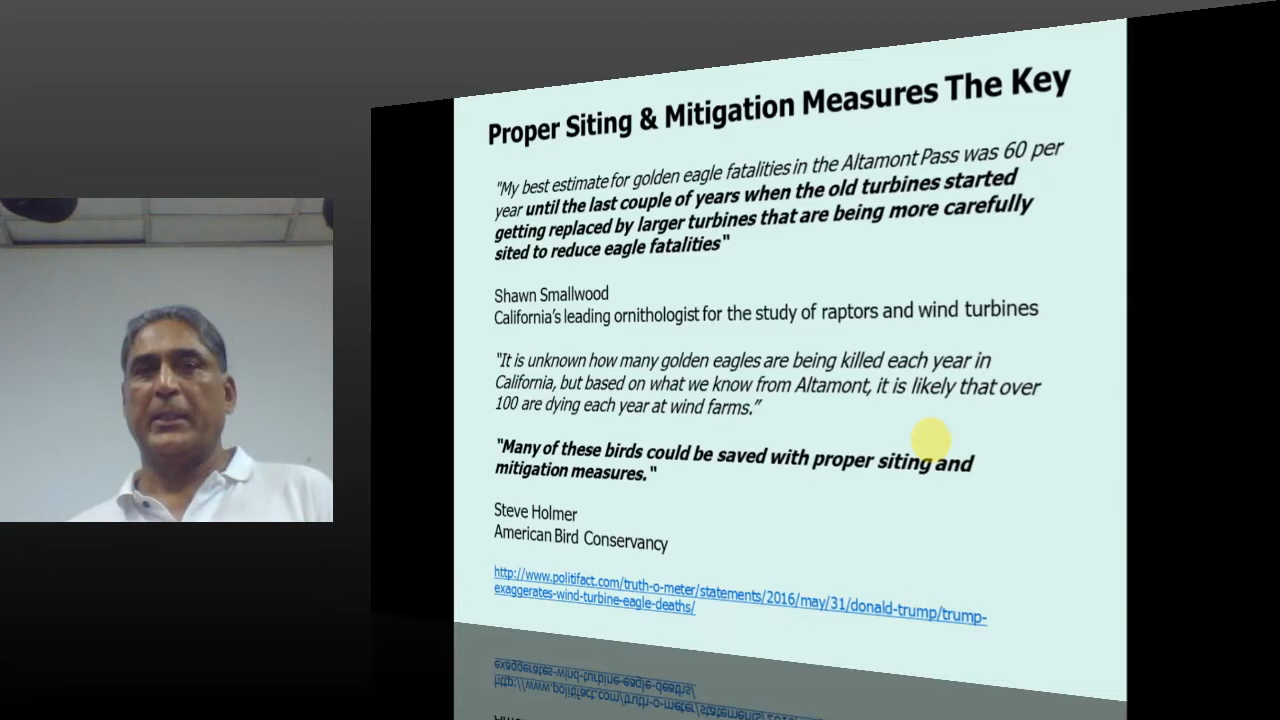 Proper Siting & Mitigation Measures The Key
"My best estimate for golden eagle fatalities in the Altamont Pass was 60 per
year until the last couple of years when the old turbines started
getting replaced by larger turbines that are being more carefully
sited to reduce eagle fatalities"
Shawn Smallwood
California's leading ornithologist for the study of raptors and wind turbines
"It is unknown how many golden eagles are being killed each year in
California, but based on what we know from Altamont, it is likely that over
100 are dying each year at wind farms."
"Many of these birds could be saved with proper siting and
mitigation measures."
Steve Holmer
American Bird Conservancy
http://www.politifact.com/truth-o-meter/statements/2016/may/31/donald-trump/trump-
exaggerates-wind-turbine-eagle-deaths/